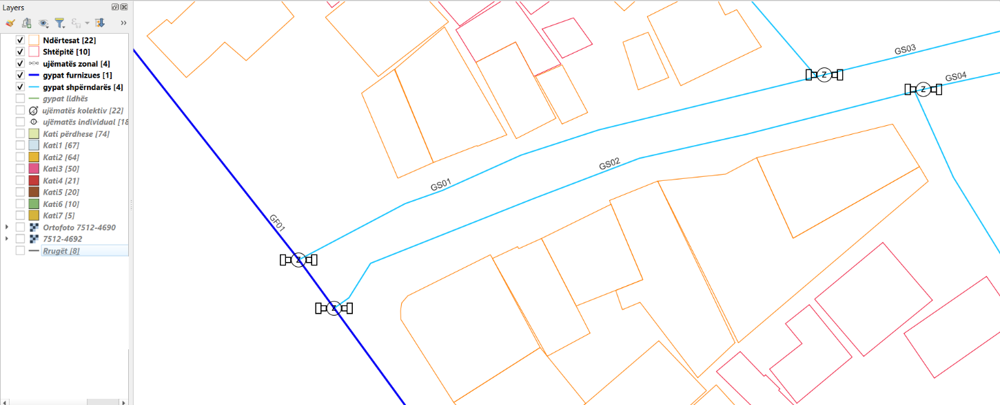 Layers
»
Ndërtesat [22]
Shtëpitë [10]
ujëmatës zonal [4]
gypat furnizues [1]
gypat shpërndarës [4]
gypat lidhës
ujëmatës kolektiv [22]
ujëmatës individual [18
Kati përdhese [74]
Kati1 [67]
Kati2 [64]
Kati3 [50]
Kati4 [21]
Kati5 [20]
Kati6 [10]
Kati7 [5]
Ortofoto 7512-4690
7512-4692
Rrugët [8]
GS03
Z
GS04
Z
GS02
GS01
GF01
Z
Z